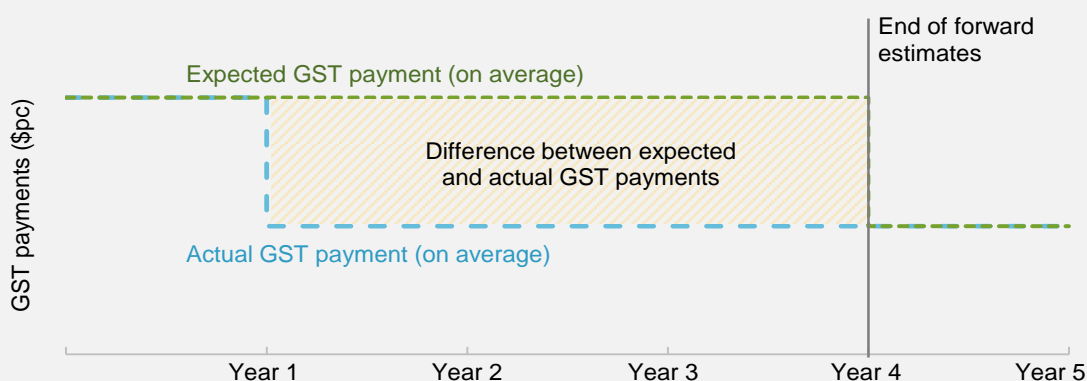 End of forward
estimates
Expected GST payment (on average)
Difference between expected
and actual GST payments
Actual GST payment (on average)
GST payments ($pc)
Year 1
Year 2
Year 3
Year 4
Year 5